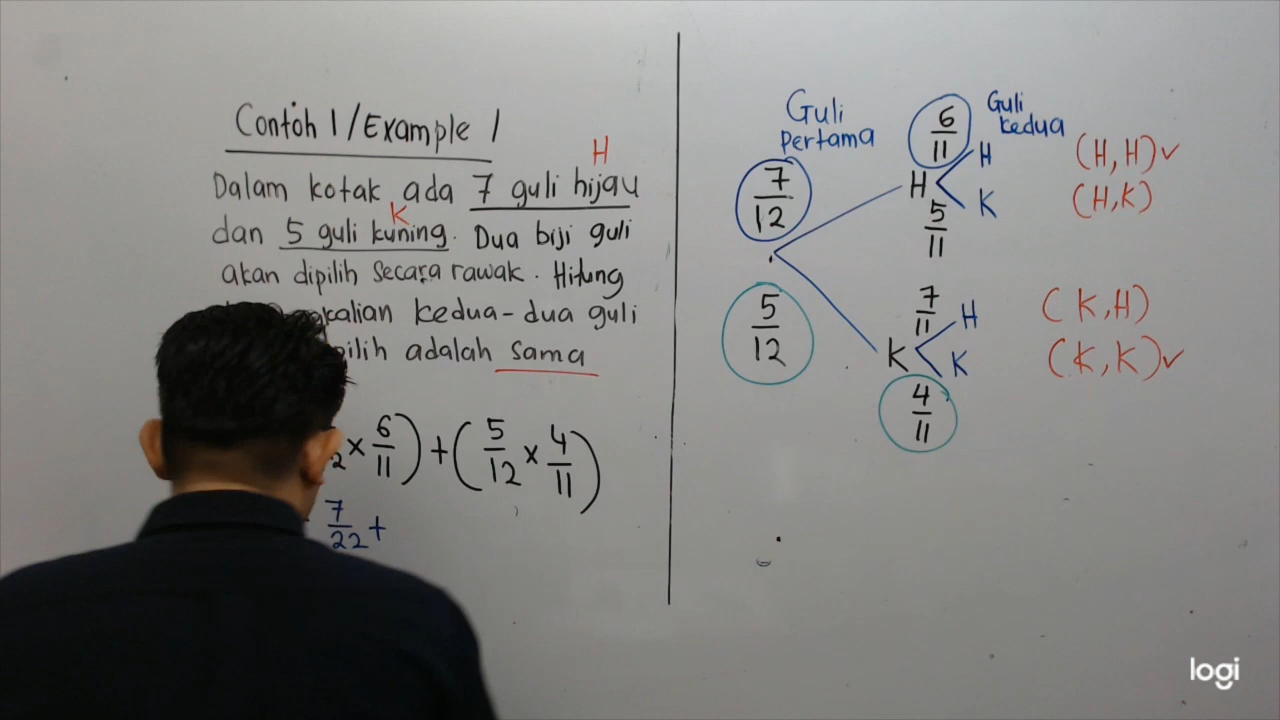 Contoh 1/Example 1
H
Dalam kotak ada 7 guli hijau
K
dan 5 guli kuning. Dua biji guli
akan dipilih secara rawak. Hitung
kedua-dua guli
adalah sama
× 6/11) + (5/12 × 4/11)
7/22 +
Guli
pertama
Guli
kedua
7/12
6/11
H
H
K
5/11
(H,H)✓
(H,K)
5/12
7/11
K
H
K
4/11
(K,H)
(K,K)✓
logi